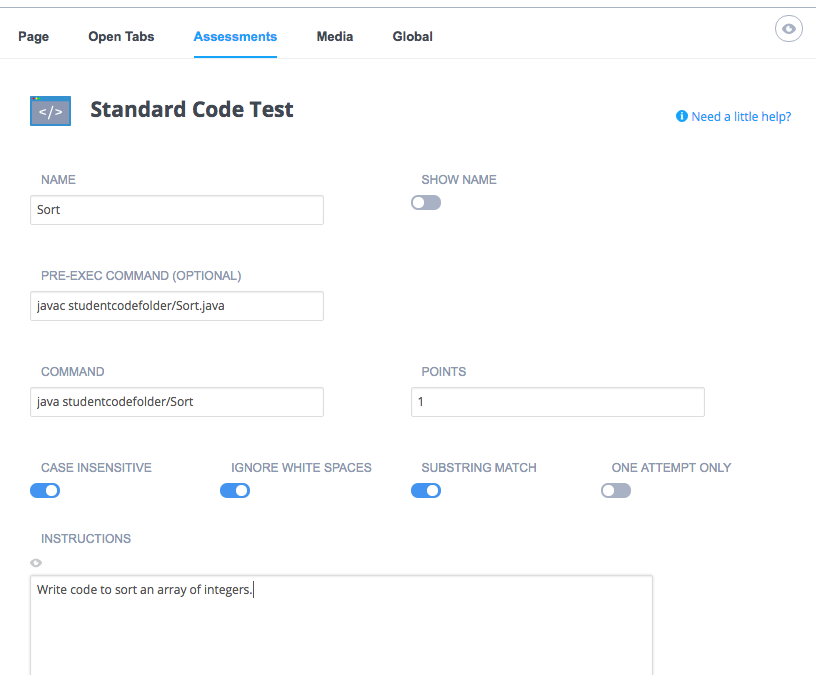 Page Open Tabs Assessments Media Global
</> Standard Code Test
Need a little help?
NAME SHOW NAME
Sort
PRE-EXEC COMMAND (OPTIONAL)
javac studentcodefolder/Sort.java
COMMAND POINTS
java studentcodefolder/Sort 1
CASE INSENSITIVE IGNORE WHITE SPACES SUBSTRING MATCH ONE ATTEMPT ONLY
INSTRUCTIONS
Write code to sort an array of integers.